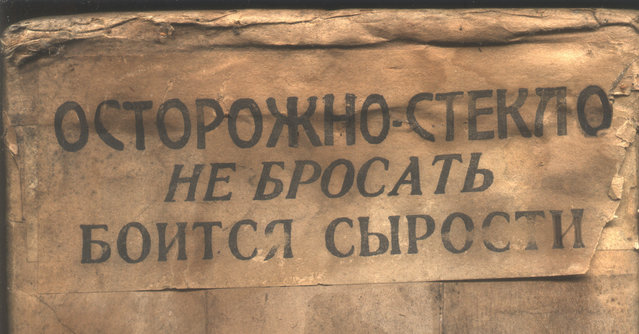 ОСТОРОЖНО-СТЕКЛО
НЕ БРОСАТЬ
БОИТСЯ СЫРОСТИ